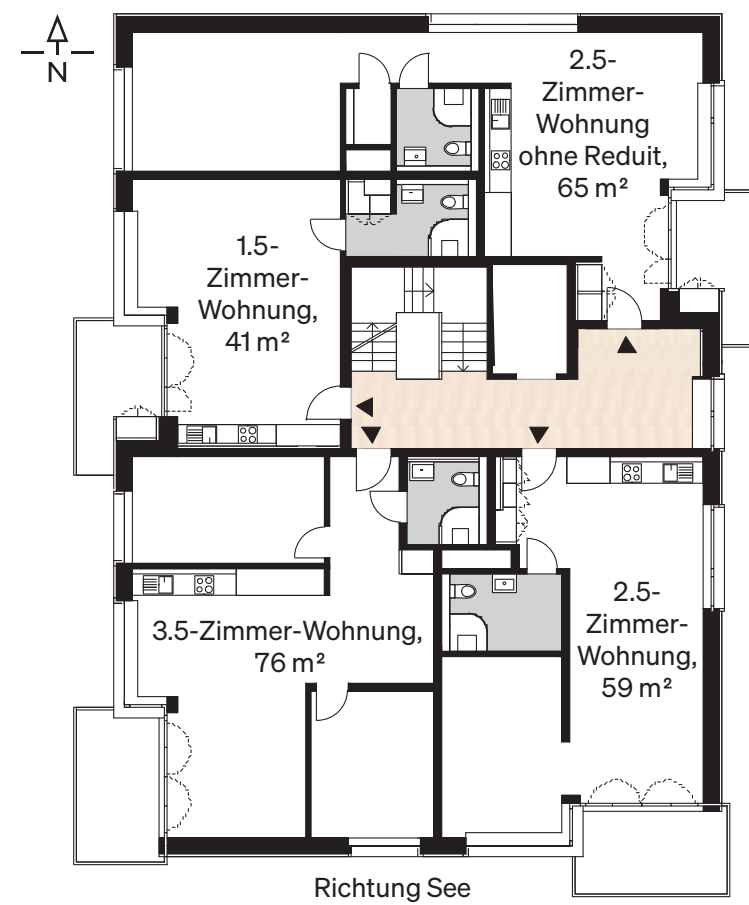 N
2.5-
Zimmer-
Wohnung
ohne Reduit,
65 m²
1.5-
Zimmer-
Wohnung,
41 m²
3.5-Zimmer-Wohnung,
76 m²
2.5-
Zimmer-
Wohnung,
59 m²
Richtung See